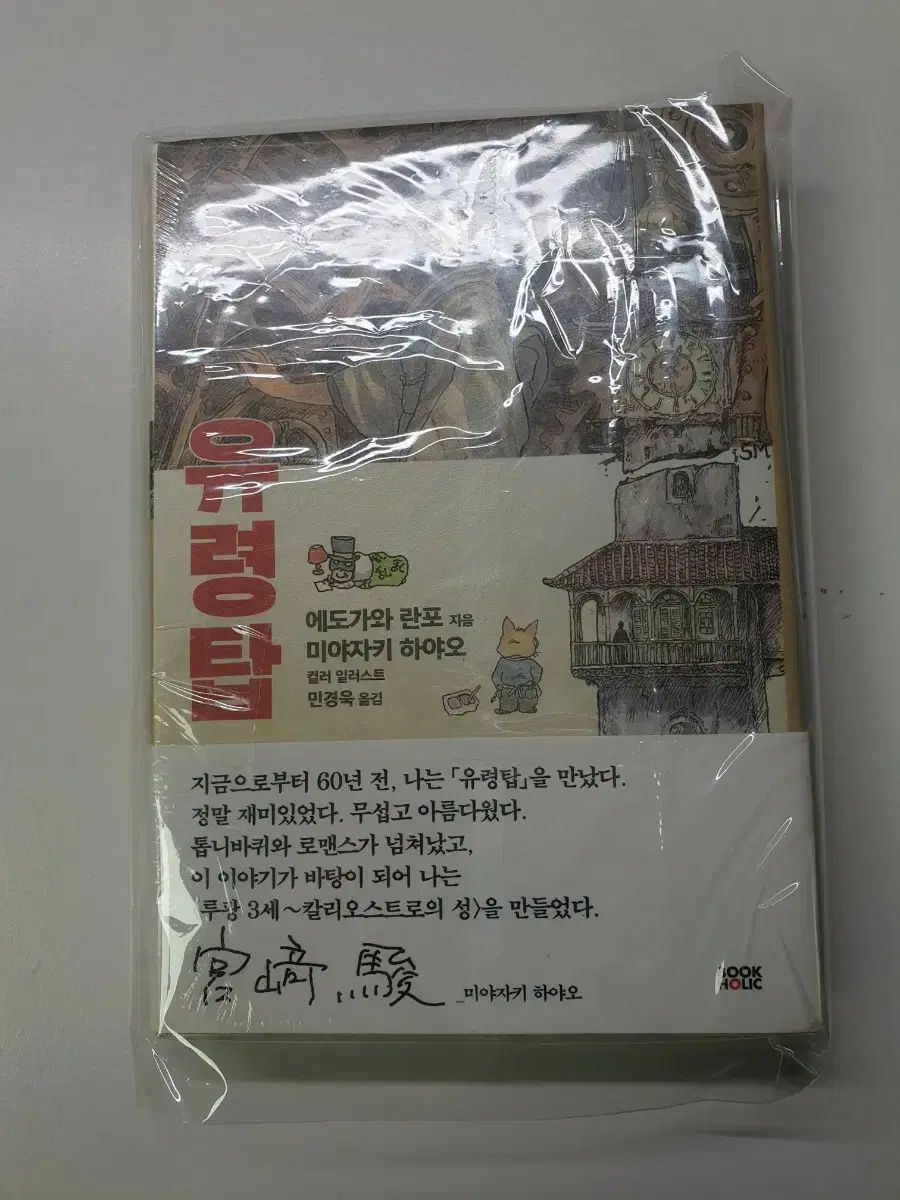 유령탑
에도가와 란포 지음
미야자키 하야오
컬러 일러스트
민경욱 옮김
5M
지금으로부터 60년 전, 나는 「유령탑」을 만났다.
정말 재미있었다. 무섭고 아름다웠다.
톱니바퀴와 로맨스가 넘쳐났고,
이 이야기가 바탕이 되어 나는
〈루팡 3세~칼리오스트로의 성〉을 만들었다.
宮﨑 駿 _미야자키 하야오
BOOK
HOLIC